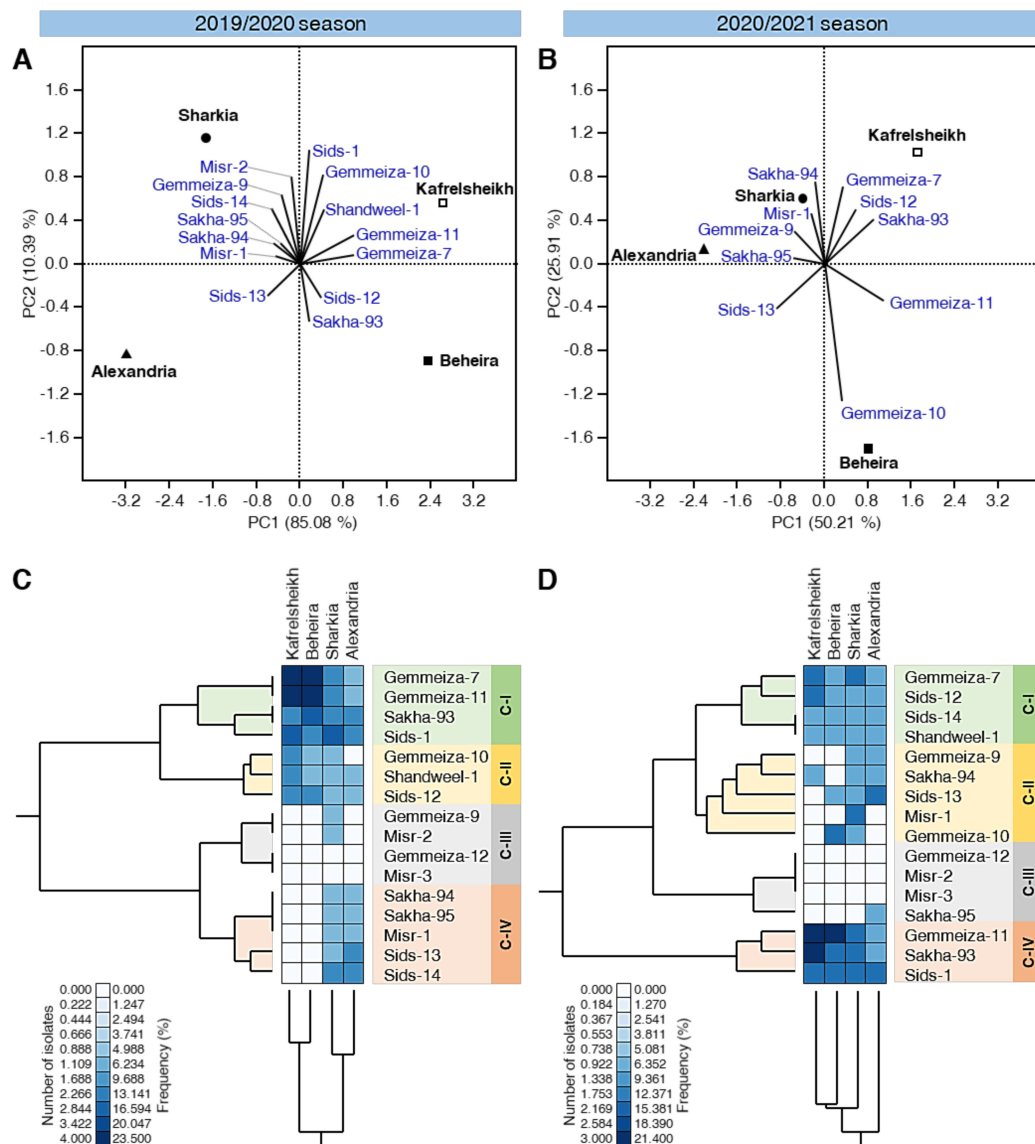 2019/2020 season
2020/2021 season
A
1.6
1.2
0.8
0.4
0.0
-0.4
-0.8
-1.2
-1.6
PC2 (10.39 %)
Sharkia
Misr-2
Gemmeiza-9
Sids-14
Sakha-95
Sakha-94
Misr-1
Sids-13
Sids-1
Gemmeiza-10
Kafrelsheikh
Shandweel-1
Gemmeiza-11
Gemmeiza-7
Sids-12
Sakha-93
Alexandria
Beheira
-3.2 -2.4 -1.6 -0.8 0.0 0.8 1.6 2.4 3.2
PC1 (85.08 %)
B
1.6
1.2
0.8
0.4
0.0
-0.4
-0.8
-1.2
-1.6
PC2 (25.91 %)
Kafrelsheikh
Sakha-94
Gemmeiza-7
Sharkia
Sids-12
Misr-1
Sakha-93
Gemmeiza-9
Alexandria
Sakha-95
Sids-13
Gemmeiza-11
Gemmeiza-10
Beheira
-3.2 -2.4 -1.6 -0.8 0.0 0.8 1.6 2.4 3.2
PC1 (50.21 %)
C
Kafrelsheikh
Beheira
Sharkia
Alexandria
Gemmeiza-7
Gemmeiza-11
Sakha-93
Sids-1
C-I
Gemmeiza-10
Shandweel-1
Sids-12
C-II
Gemmeiza-9
Misr-2
Gemmeiza-12
Misr-3
C-III
Sakha-94
Sakha-95
Misr-1
Sids-13
Sids-14
C-IV
Number of isolates
Frequency (%)
0.000 0.000
0.222 1.247
0.444 2.494
0.666 3.741
0.888 4.988
1.109 6.234
1.688 9.688
2.266 13.141
2.844 16.594
3.422 20.047
4.000 23.500
D
Kafrelsheikh
Beheira
Sharkia
Alexandria
Gemmeiza-7
Sids-12
Sids-14
Shandweel-1
C-I
Gemmeiza-9
Sakha-94
Sids-13
Misr-1
Gemmeiza-10
C-II
Gemmeiza-12
Misr-2
Misr-3
Sakha-95
C-III
Gemmeiza-11
Sakha-93
Sids-1
C-IV
Number of isolates
Frequency (%)
0.000 0.000
0.184 1.270
0.367 2.541
0.553 3.811
0.738 5.081
0.922 6.352
1.338 9.361
1.753 12.371
2.169 15.381
2.584 18.390
3.000 21.400